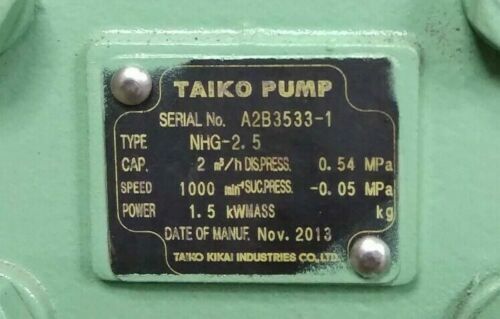 TAIKO PUMP
SERIAL No. A2B3533-1
TYPE NHG-2.5
CAP. 2 m³/h DIS.PRESS. 0.54 MPa
SPEED 1000 min⁻¹ SUC.PRESS. -0.05 MPa
POWER 1.5 kW MASS kg
DATE OF MANUF. Nov. 2013
TAIKO KIKAI INDUSTRIES CO., LTD.